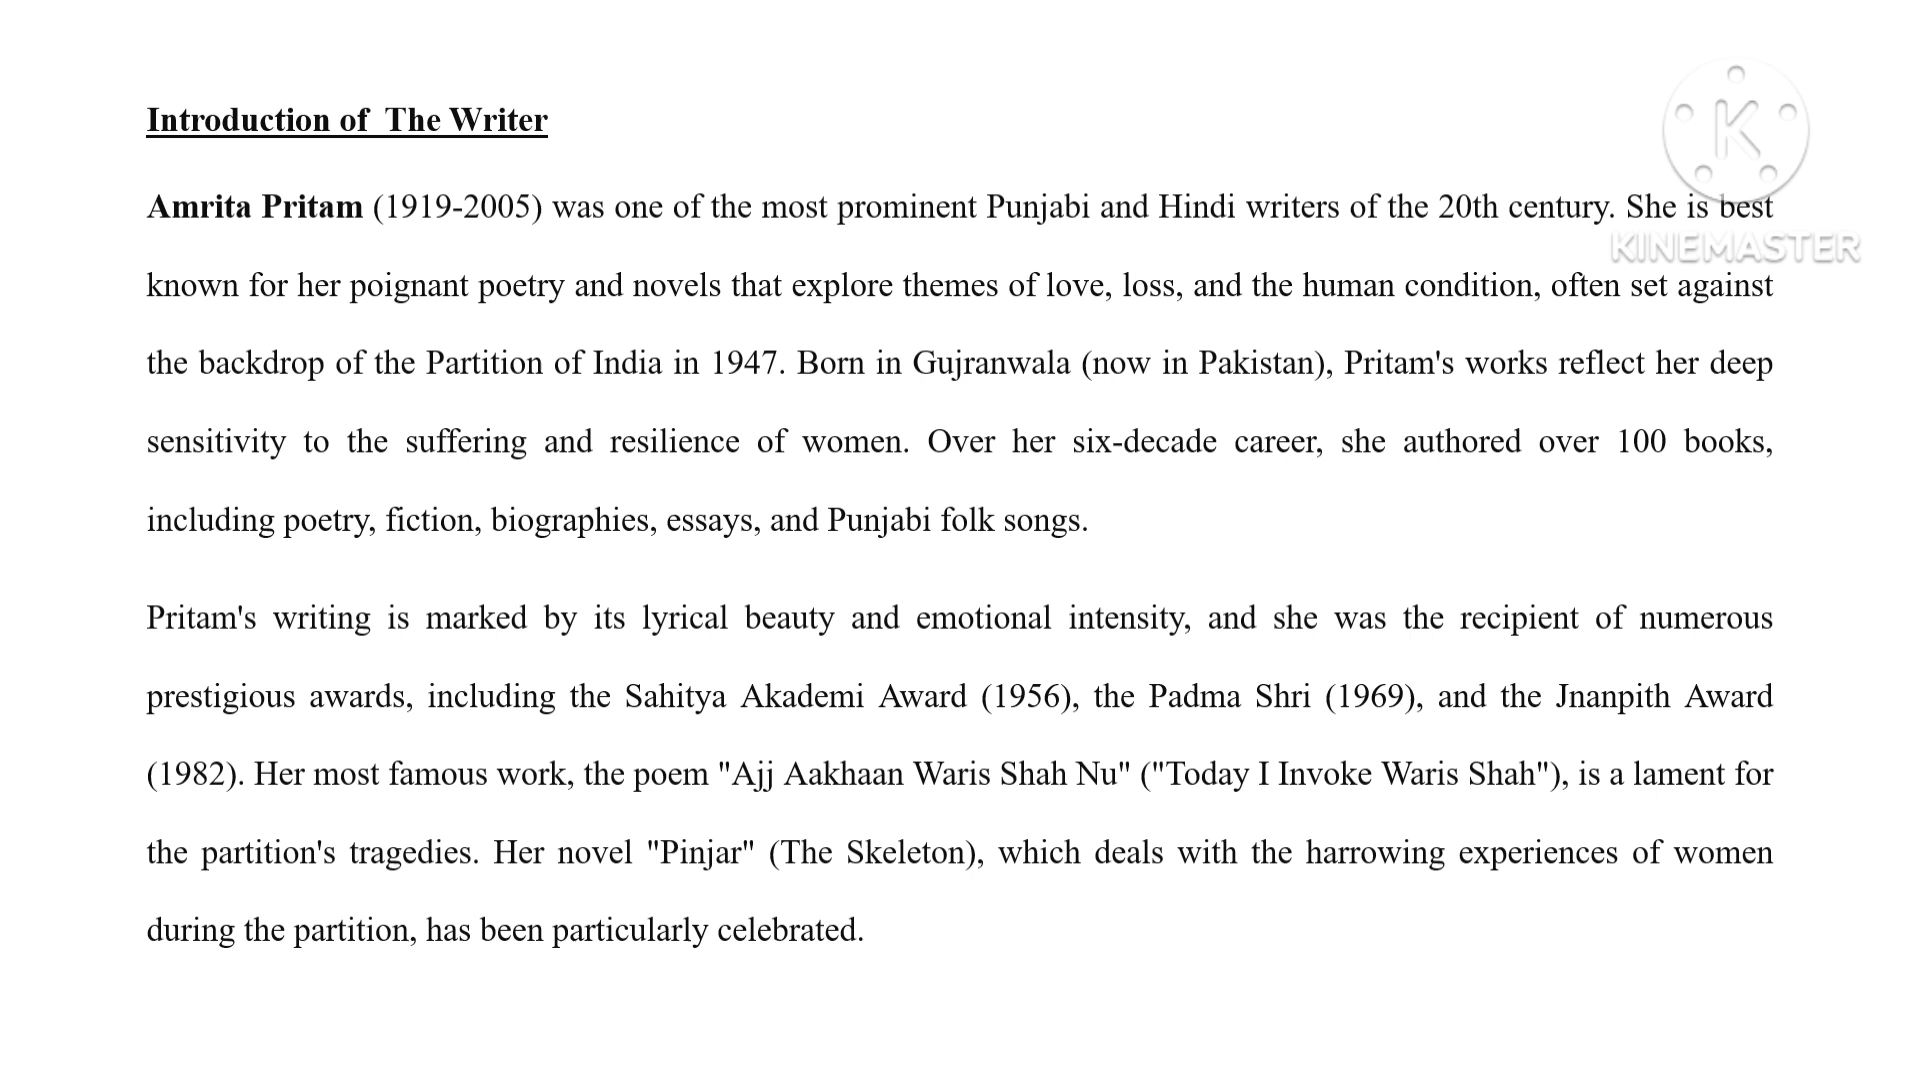 Introduction of The Writer
K
KINEMASTER
Amrita Pritam (1919-2005) was one of the most prominent Punjabi and Hindi writers of the 20th century. She is best
known for her poignant poetry and novels that explore themes of love, loss, and the human condition, often set against
the backdrop of the Partition of India in 1947. Born in Gujranwala (now in Pakistan), Pritam's works reflect her deep
sensitivity to the suffering and resilience of women. Over her six-decade career, she authored over 100 books,
including poetry, fiction, biographies, essays, and Punjabi folk songs.
Pritam's writing is marked by its lyrical beauty and emotional intensity, and she was the recipient of numerous
prestigious awards, including the Sahitya Akademi Award (1956), the Padma Shri (1969), and the Jnanpith Award
(1982). Her most famous work, the poem "Ajj Aakhaan Waris Shah Nu" ("Today I Invoke Waris Shah"), is a lament for
the partition's tragedies. Her novel "Pinjar" (The Skeleton), which deals with the harrowing experiences of women
during the partition, has been particularly celebrated.